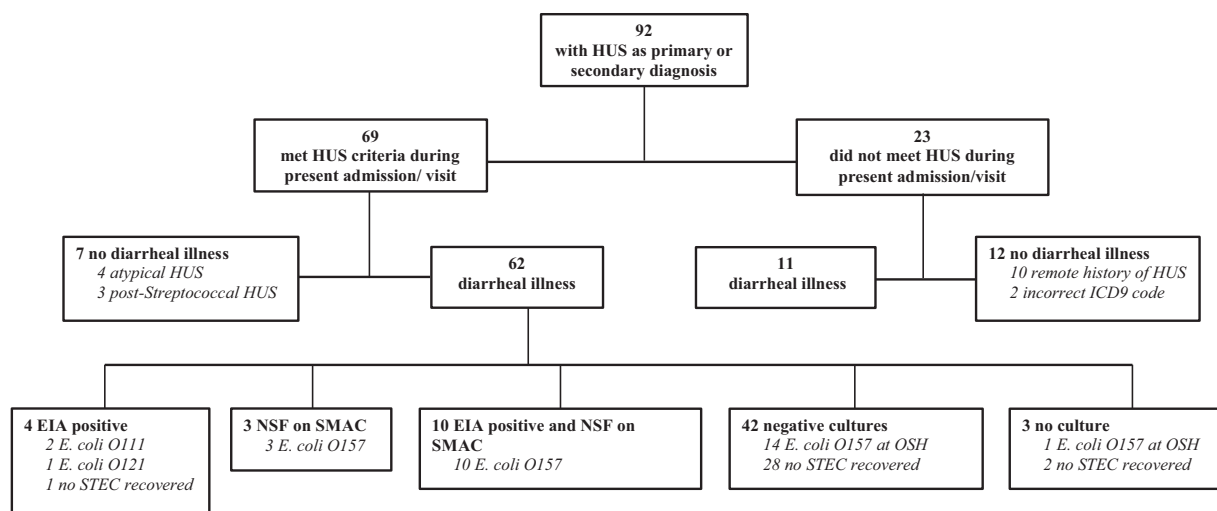 92
with HUS as primary or
secondary diagnosis
69
met HUS criteria during
present admission/ visit
23
did not meet HUS during
present admission/visit
7 no diarrheal illness
4 atypical HUS
3 post-Streptococcal HUS
62
diarrheal illness
11
diarrheal illness
12 no diarrheal illness
10 remote history of HUS
2 incorrect ICD9 code
4 EIA positive
2 E. coli O111
1 E. coli O121
1 no STEC recovered
3 NSF on SMAC
3 E. coli O157
10 EIA positive and NSF on
SMAC
10 E. coli O157
42 negative cultures
14 E. coli O157 at OSH
28 no STEC recovered
3 no culture
1 E. coli O157 at OSH
2 no STEC recovered